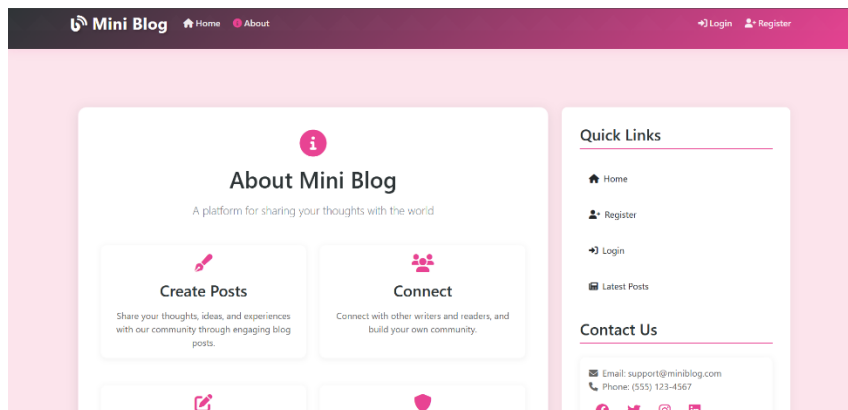 Mini Blog Home About Login Register
About Mini Blog
A platform for sharing your thoughts with the world
Create Posts
Share your thoughts, ideas, and experiences
with our community through engaging blog
posts.
Connect
Connect with other writers and readers, and
build your own community.
Quick Links
Home
Register
Login
Latest Posts
Contact Us
Email: support@miniblog.com
Phone: (555) 123-4567